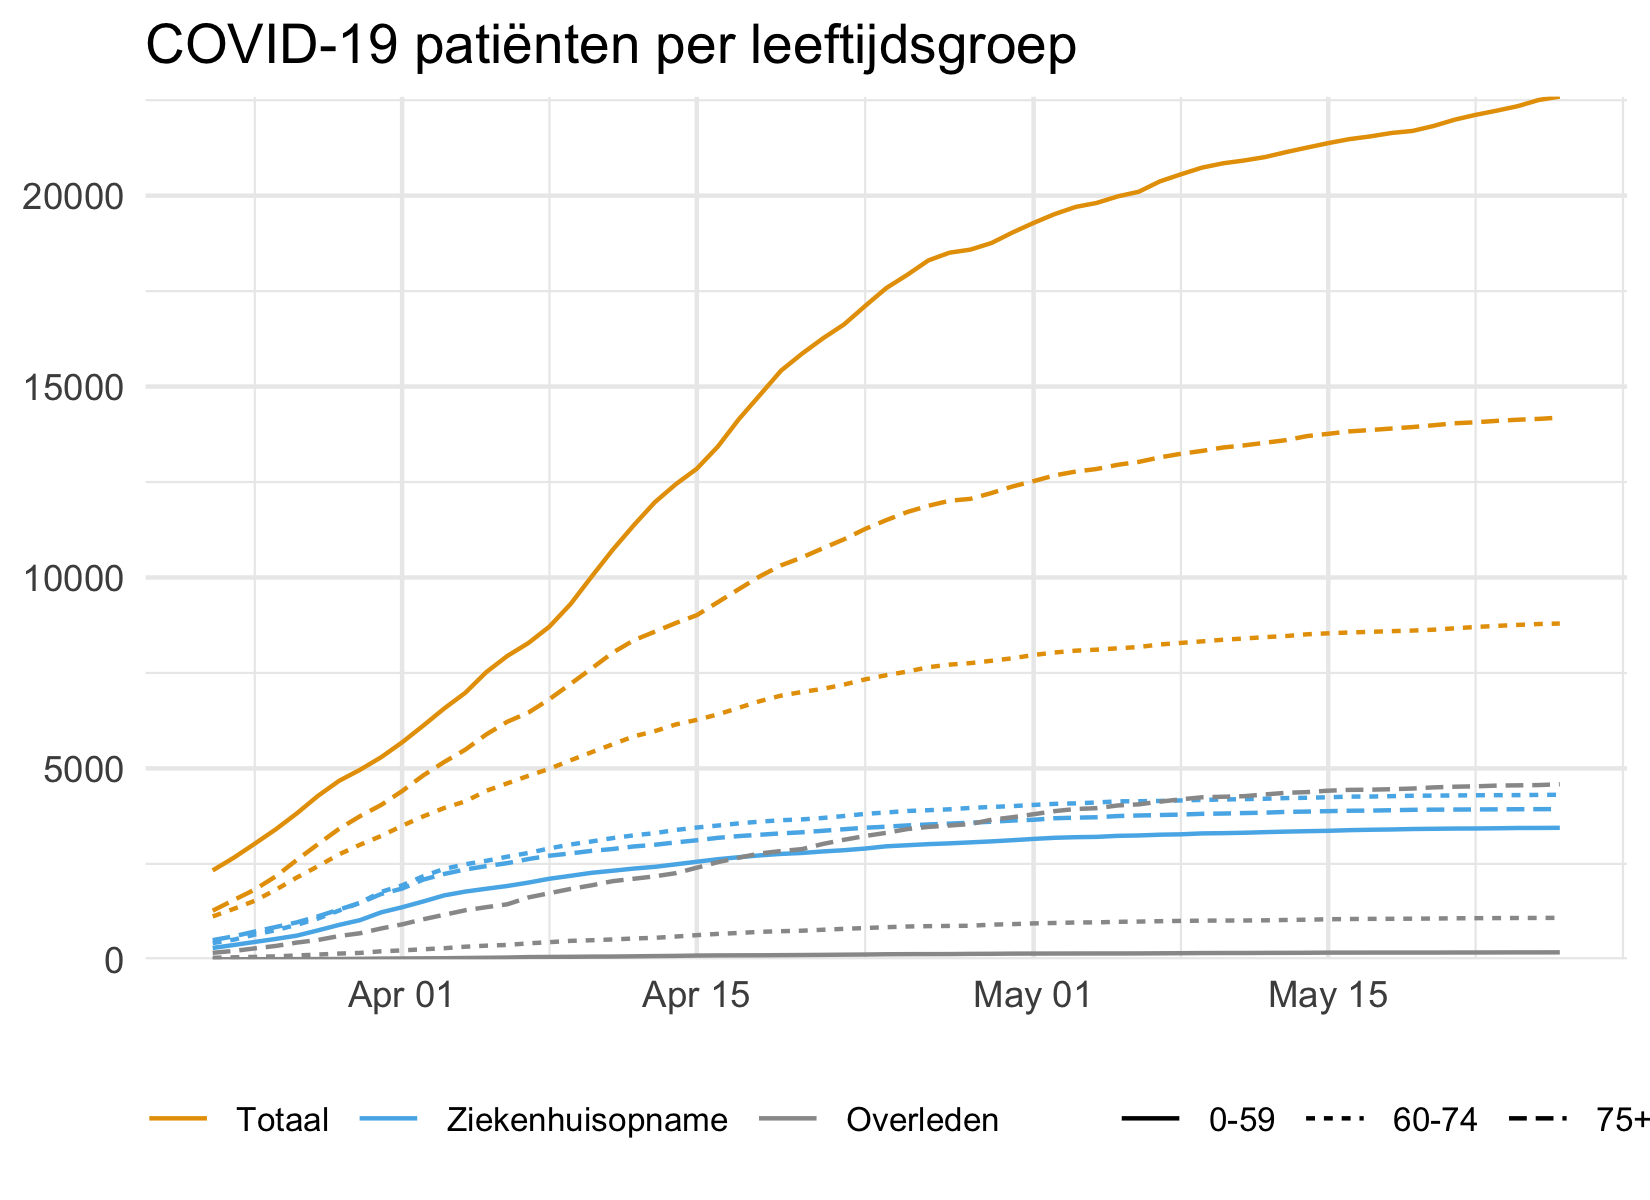 COVID-19 patiënten per leeftijdsgroep
20000
15000
10000
5000
0
Apr 01 Apr 15 May 01 May 15
Totaal Ziekenhuisopname Overleden 0-59 60-74 75+